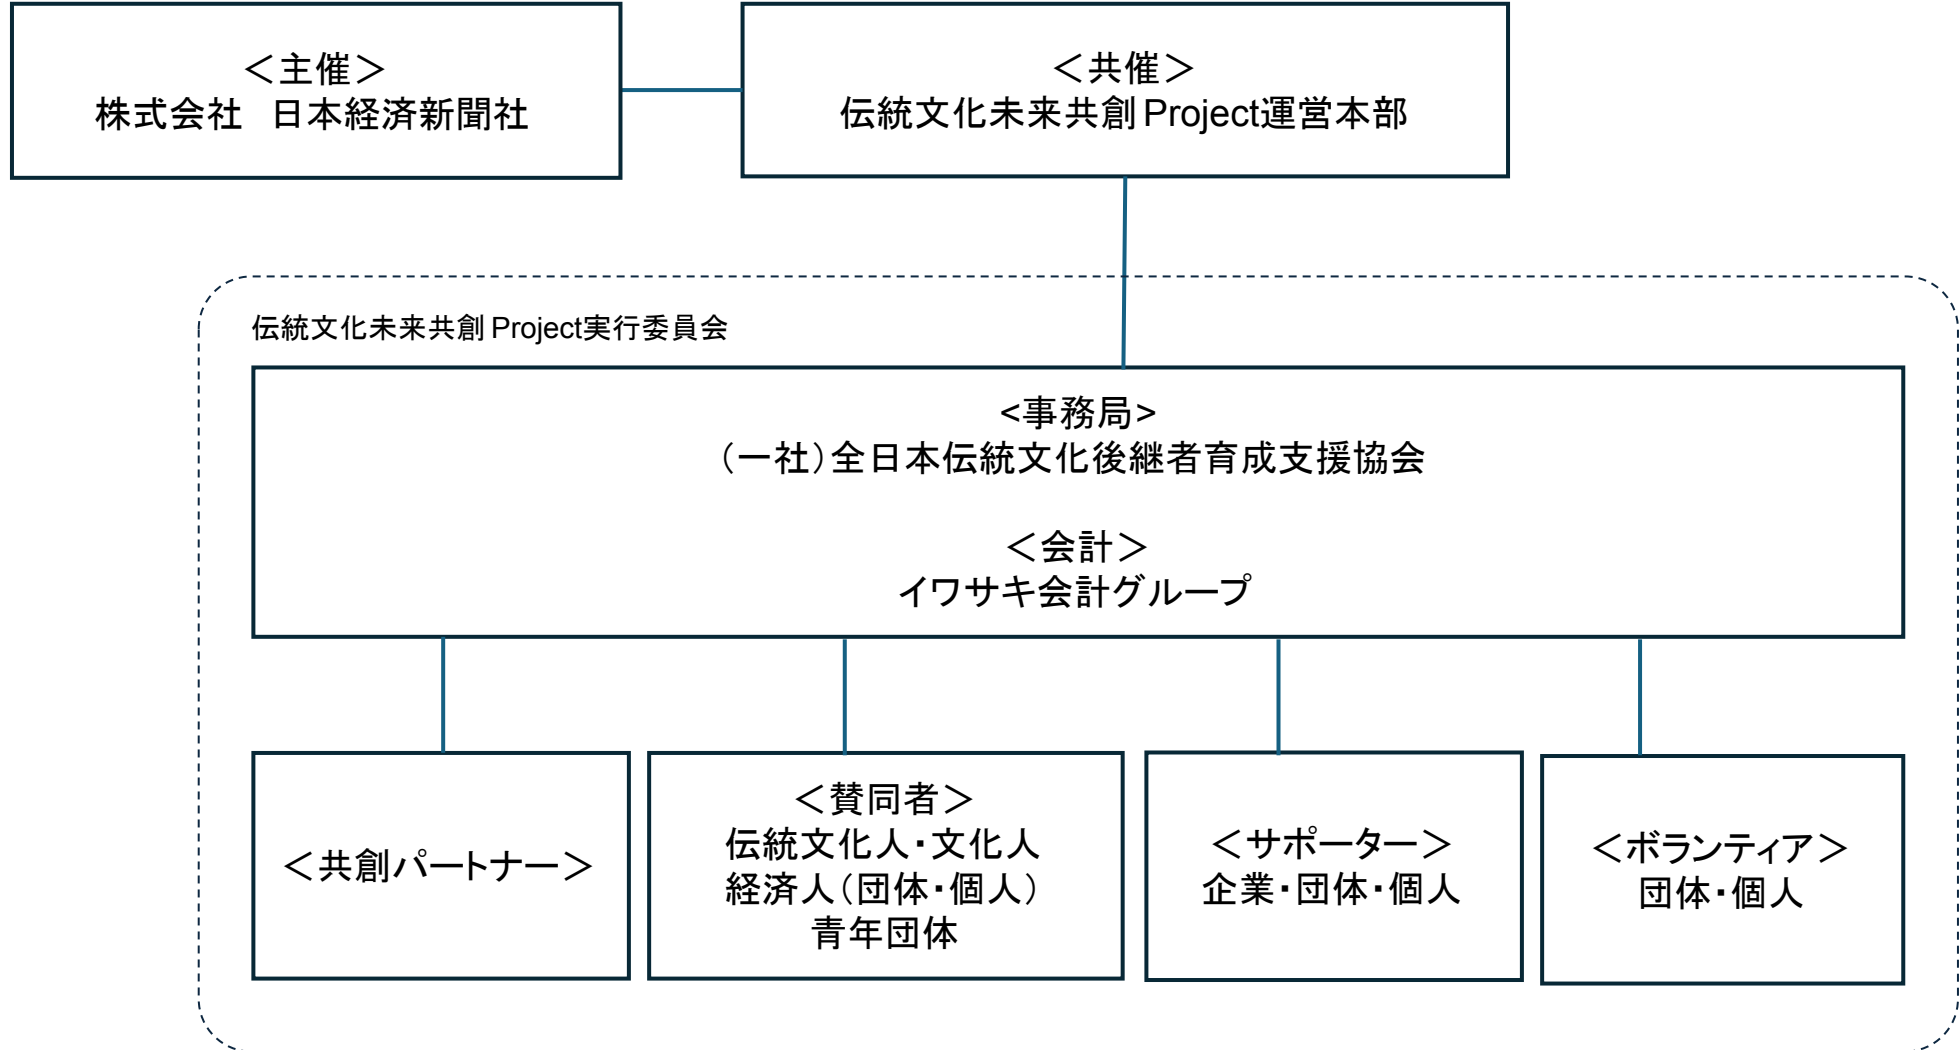 ＜主催＞
株式会社　日本経済新聞社
＜共催＞
伝統文化未来共創Project運営本部
伝統文化未来共創Project実行委員会
<事務局>
（一社）全日本伝統文化後継者育成支援協会
＜会計＞
イワサキ会計グループ
＜共創パートナー＞
＜賛同者＞
伝統文化人・文化人
経済人（団体・個人）
青年団体
＜サポーター＞
企業・団体・個人
＜ボランティア＞
団体・個人